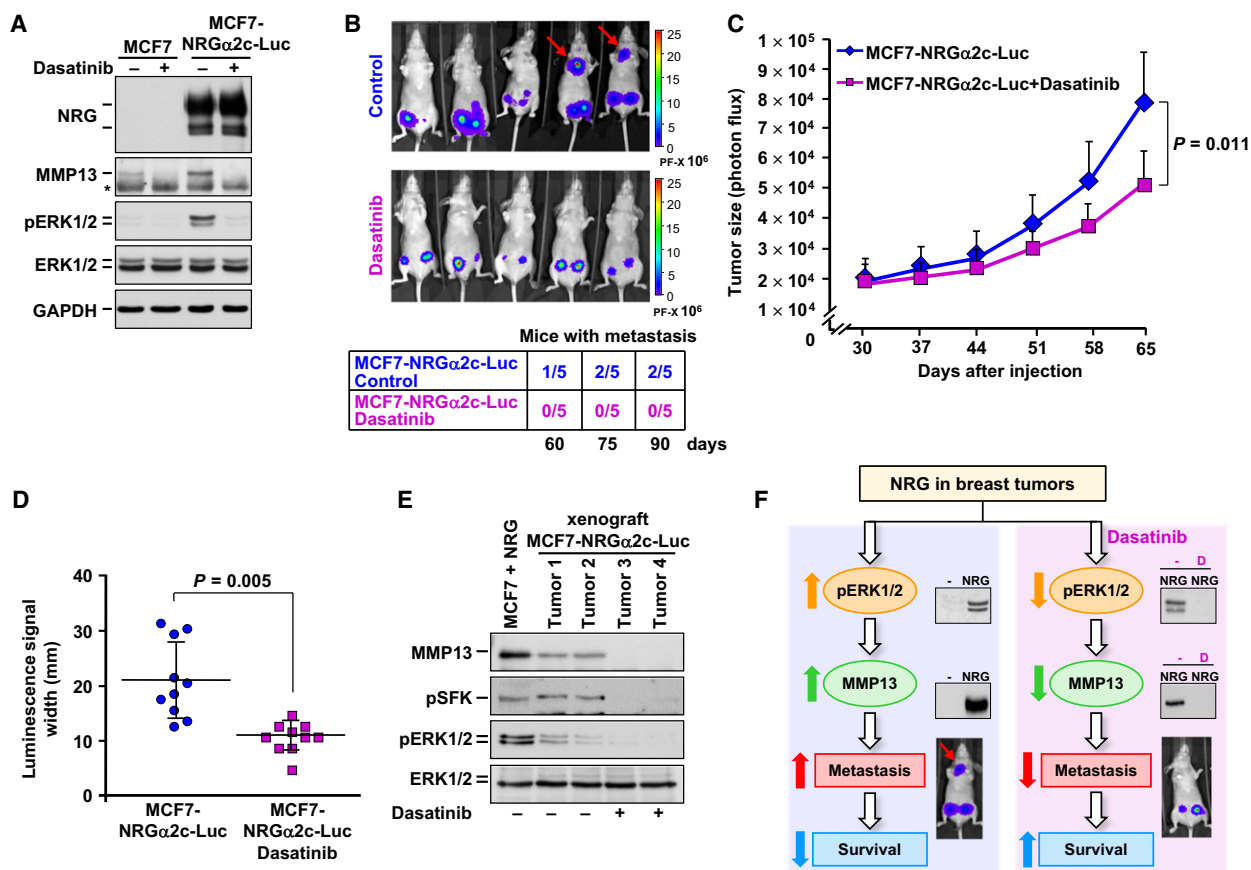 A
MCF7
MCF7-
NRGα2c-Luc
Dasatinib – + – +
NRG
MMP13
*
pERK1/2
ERK1/2
GAPDH
B
Control
25
20
15
10
5
0
PF-X 10⁶
Dasatinib
25
20
15
10
5
0
PF-X 10⁶
Mice with metastasis
MCF7-NRGα2c-Luc
Control
1/5 2/5 2/5
MCF7-NRGα2c-Luc
Dasatinib
0/5 0/5 0/5
60 75 90 days
C
MCF7-NRGα2c-Luc
MCF7-NRGα2c-Luc+Dasatinib
Tumor size (photon flux)
1 × 10⁵
9 × 10⁴
8 × 10⁴
7 × 10⁴
6 × 10⁴
5 × 10⁴
4 × 10⁴
3 × 10⁴
2 × 10⁴
1 × 10⁴
0
P = 0.011
30 37 44 51 58 65
Days after injection
D
P = 0.005
Luminescence signal
width (mm)
40
30
20
10
0
MCF7-
NRGα2c-Luc
MCF7-
NRGα2c-Luc
Dasatinib
E
xenograft
MCF7-NRGα2c-Luc
MCF7 + NRG
Tumor 1
Tumor 2
Tumor 3
Tumor 4
MMP13
pSFK
pERK1/2
ERK1/2
Dasatinib – – – + +
F
NRG in breast tumors
pERK1/2
- NRG
MMP13
- NRG
Metastasis
Survival
Dasatinib
pERK1/2
- D
NRG NRG
MMP13
- D
NRG NRG
Metastasis
Survival